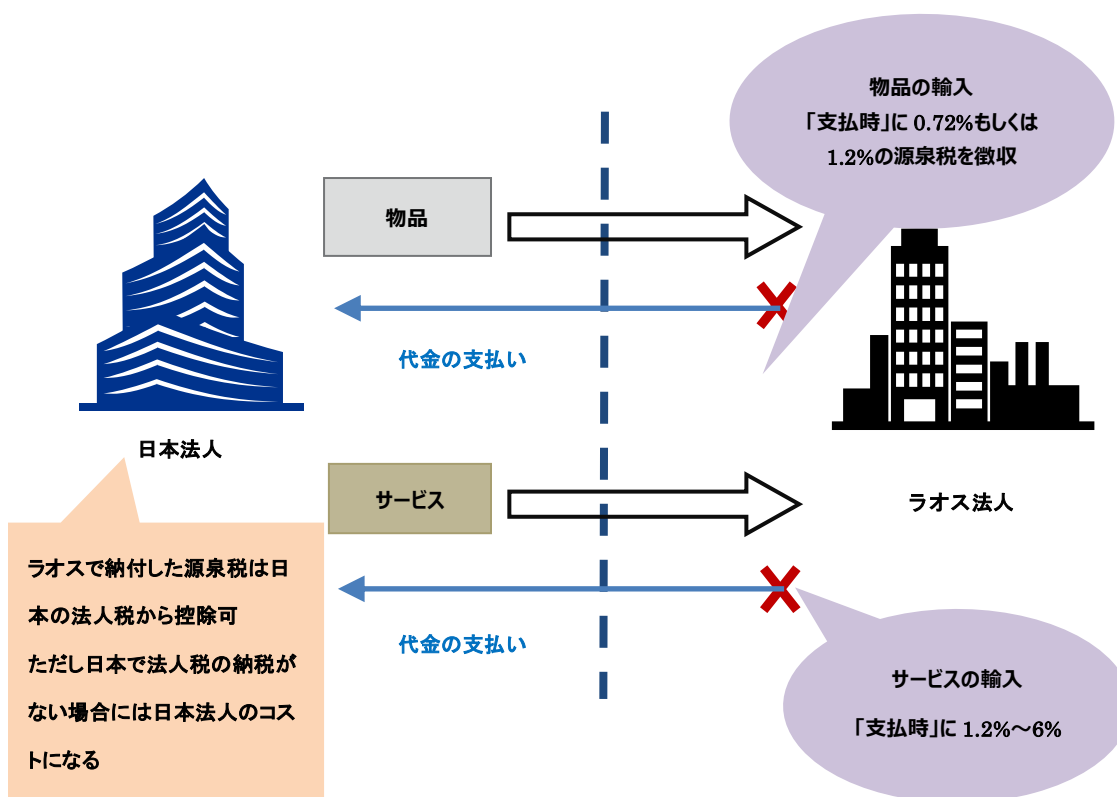 物品の輸入
「支払時」に 0.72%もしくは
1.2%の源泉税を徴収
物品
代金の支払い
日本法人
サービス
ラオス法人
ラオスで納付した源泉税は日
本の法人税から控除可
ただし日本で法人税の納税が
ない場合には日本法人のコス
トになる
代金の支払い
サービスの輸入
「支払時」に 1.2%～6%